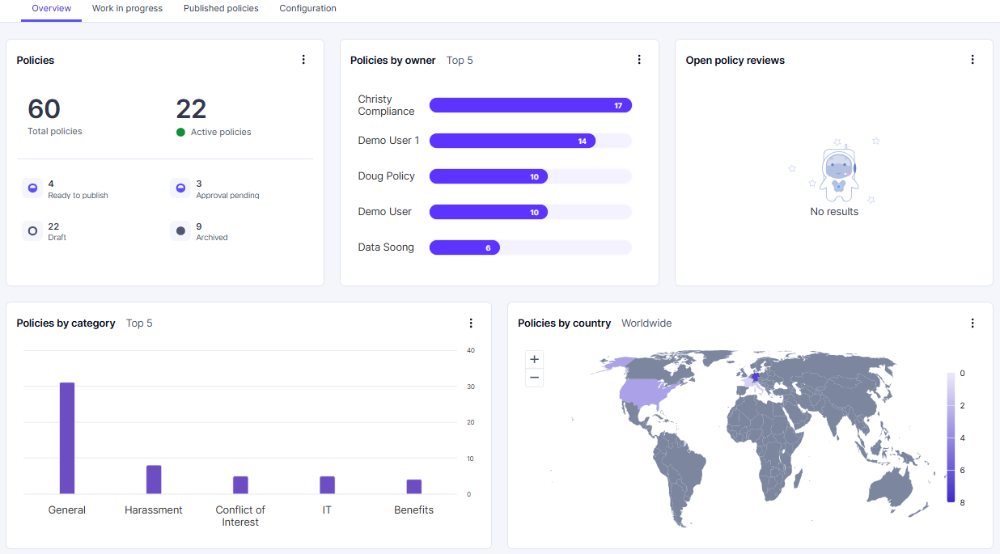 Overview Work in progress Published policies Configuration
Policies
60
Total policies
22
Active policies
4
Ready to publish
3
Approval pending
22
Draft
9
Archived
Policies by owner Top 5
Christy
Compliance
17
Demo User 1
14
Doug Policy
10
Demo User
10
Data Soong
6
Open policy reviews
No results
Policies by category Top 5
40
30
20
10
0
General
Harassment
Conflict of
Interest
IT
Benefits
Policies by country Worldwide
+
−
0
2
4
6
8